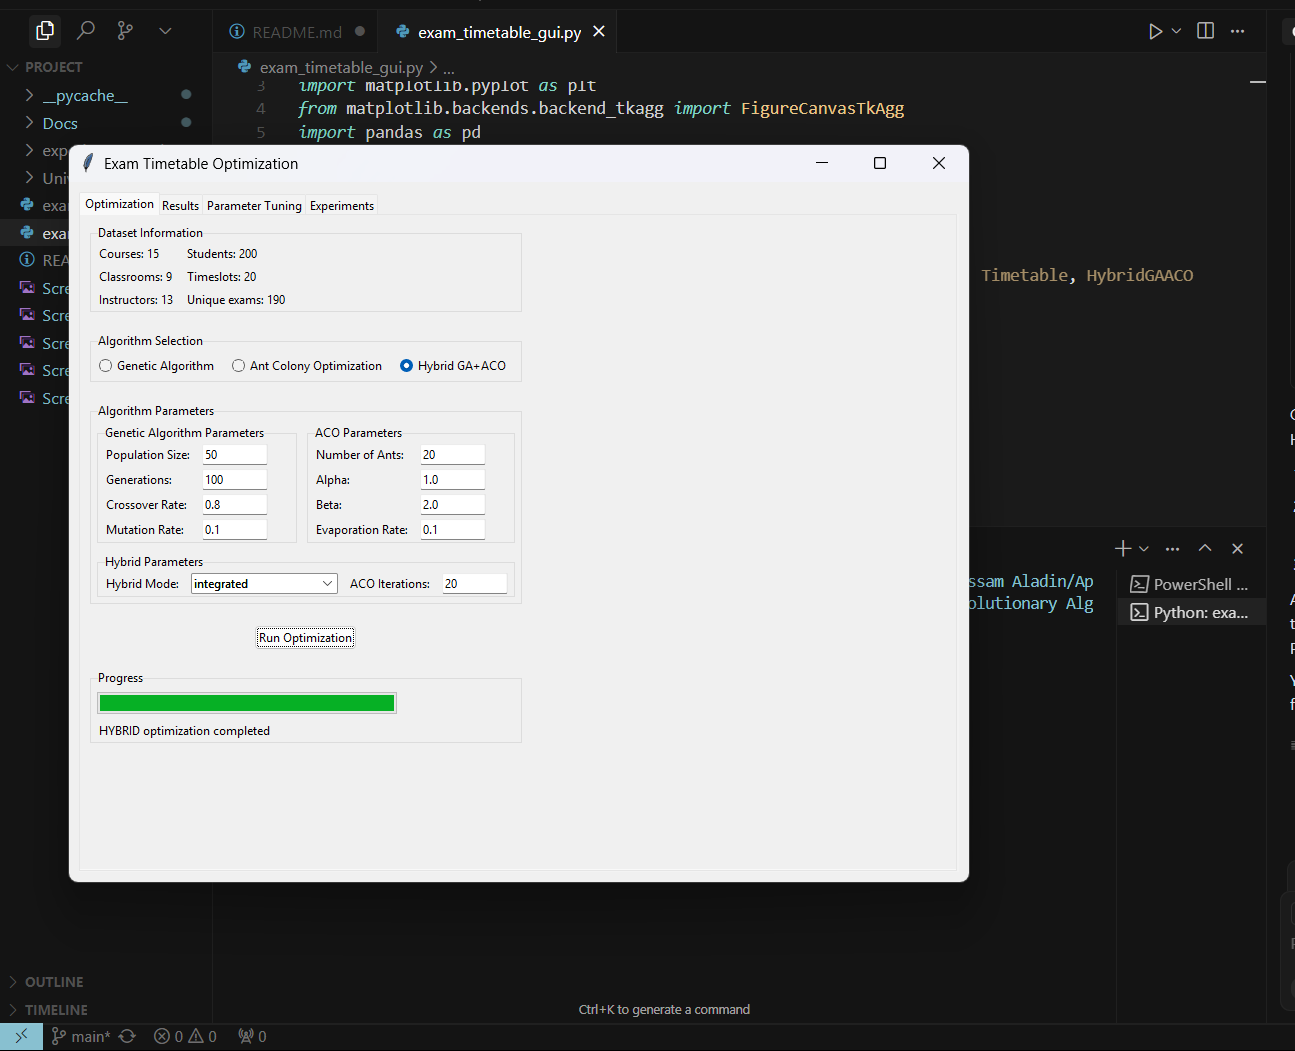 README.md
exam_timetable_gui.py
PROJECT
exam_timetable_gui.py > ...
3 import matplotlib.pyplot as plt
4 from matplotlib.backends.backend_tkagg import FigureCanvasTkAgg
5 import pandas as pd
__pycache__
Docs
exp
Uni
exa
exa
REA
Scre
Scre
Scre
Scre
Scre
Timetable, HybridGAACO
Exam Timetable Optimization
Optimization Results Parameter Tuning Experiments
Dataset Information
Courses: 15 Students: 200
Classrooms: 9 Timeslots: 20
Instructors: 13 Unique exams: 190
Algorithm Selection
Genetic Algorithm Ant Colony Optimization Hybrid GA+ACO
Algorithm Parameters
Genetic Algorithm Parameters
Population Size: 50
Generations: 100
Crossover Rate: 0.8
Mutation Rate: 0.1
ACO Parameters
Number of Ants: 20
Alpha: 1.0
Beta: 2.0
Evaporation Rate: 0.1
Hybrid Parameters
Hybrid Mode: integrated ACO Iterations: 20
Run Optimization
Progress
HYBRID optimization completed
ssam Aladin/Ap
olutionary Alg
PowerShell ...
Python: exa...
OUTLINE
TIMELINE
Ctrl+K to generate a command
main* 0 0 0